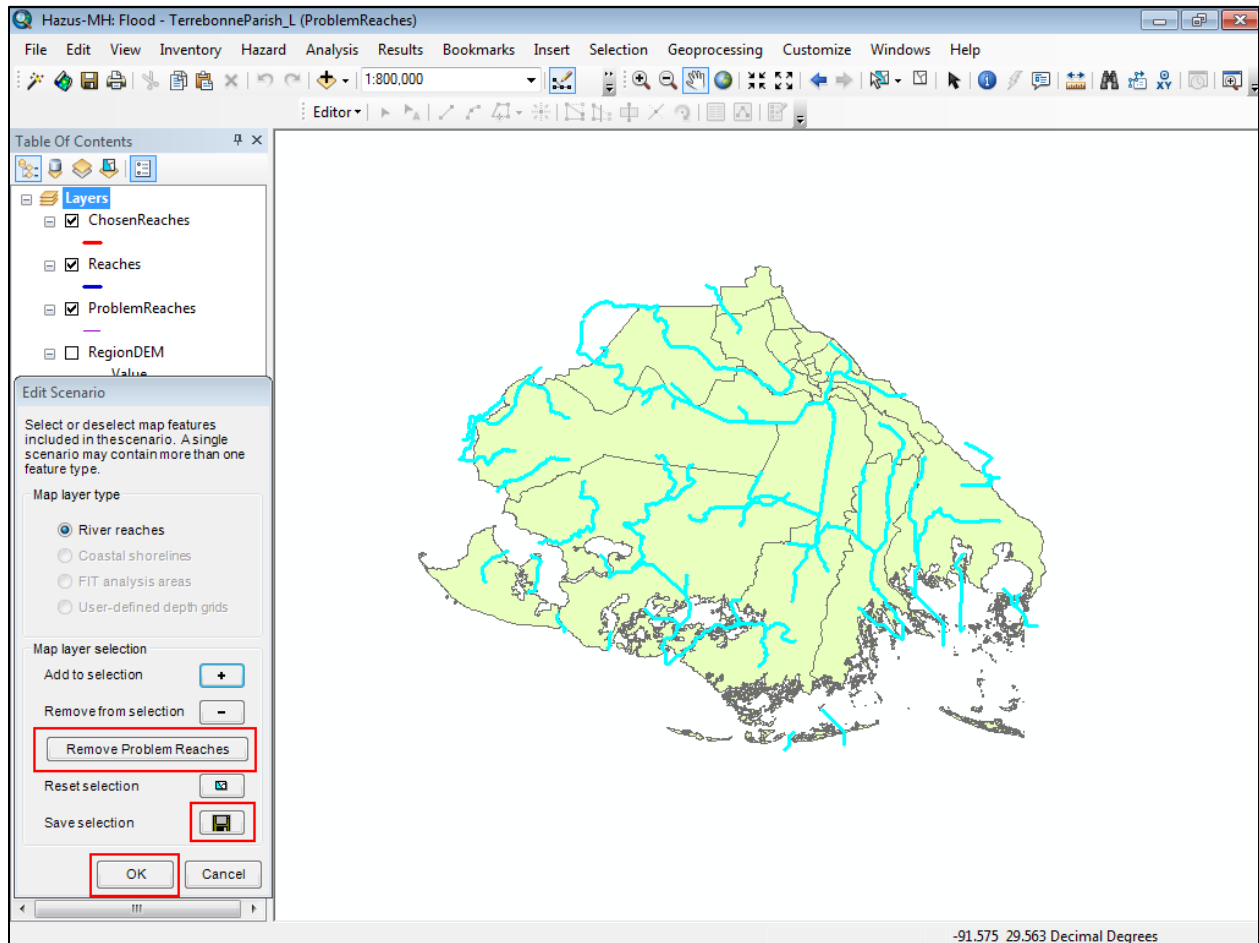 Hazus-MH: Flood - TerrebonneParish_L (ProblemReaches)
File Edit View Inventory Hazard Analysis Results Bookmarks Insert Selection Geoprocessing Customize Windows Help
1:800,000
Editor
Table Of Contents
Layers
ChosenReaches
Reaches
ProblemReaches
RegionDEM
Value
Edit Scenario
Select or deselect map features
included in thescenario. A single
scenario may contain more than one
feature type.
Map layer type
River reaches
Coastal shorelines
FIT analysis areas
User-defined depth grids
Map layer selection
Add to selection +
Remove from selection -
Remove Problem Reaches
Reset selection
Save selection
OK Cancel
-91.575 29.563 Decimal Degrees